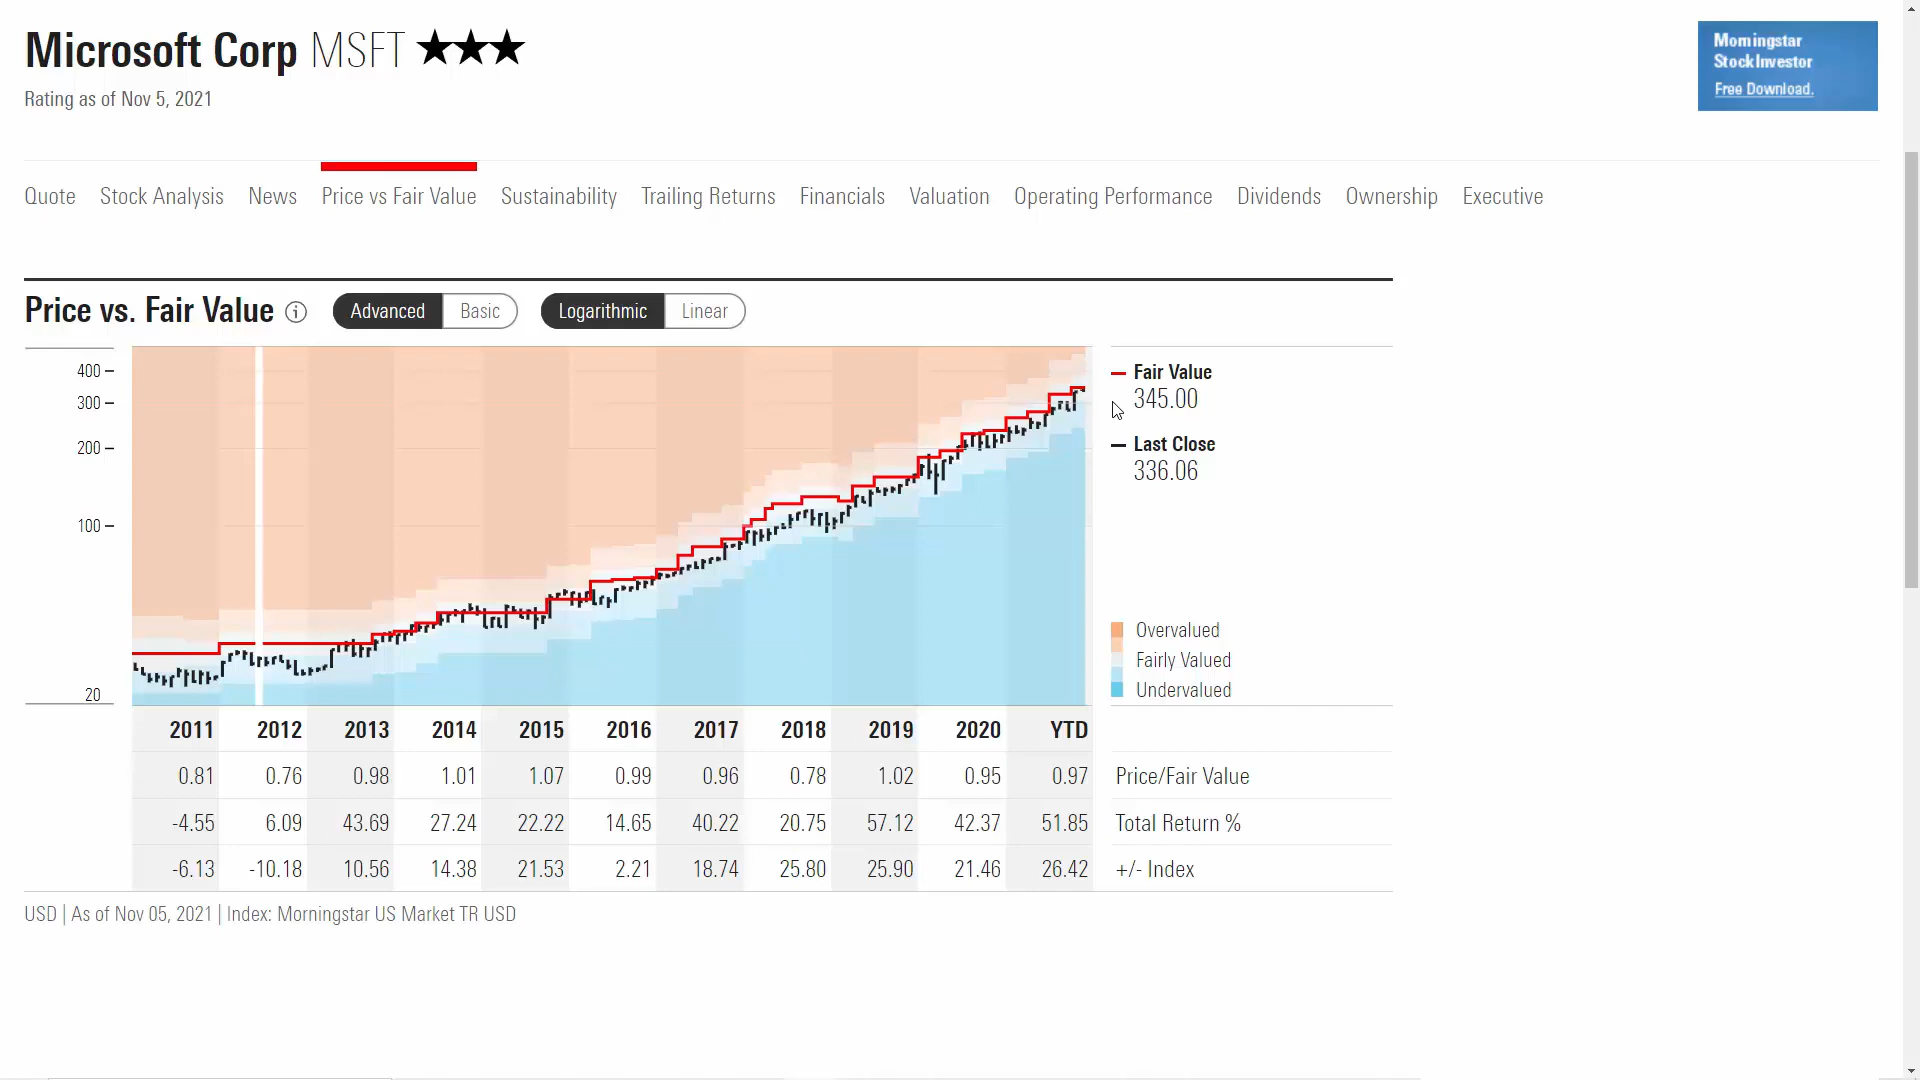 Microsoft Corp MSFT ★★★
Rating as of Nov 5, 2021
Morningstar
StockInvestor
Free Download.
Quote Stock Analysis News Price vs Fair Value Sustainability Trailing Returns Financials Valuation Operating Performance Dividends Ownership Executive
Price vs. Fair Value i Advanced Basic Logarithmic Linear
400
300
200
100
20
Fair Value
345.00
Last Close
336.06
Overvalued
Fairly Valued
Undervalued
2011 2012 2013 2014 2015 2016 2017 2018 2019 2020 YTD
0.81 0.76 0.98 1.01 1.07 0.99 0.96 0.78 1.02 0.95 0.97 Price/Fair Value
-4.55 6.09 43.69 27.24 22.22 14.65 40.22 20.75 57.12 42.37 51.85 Total Return %
-6.13 -10.18 10.56 14.38 21.53 2.21 18.74 25.80 25.90 21.46 26.42 +/- Index
USD | As of Nov 05, 2021 | Index: Morningstar US Market TR USD